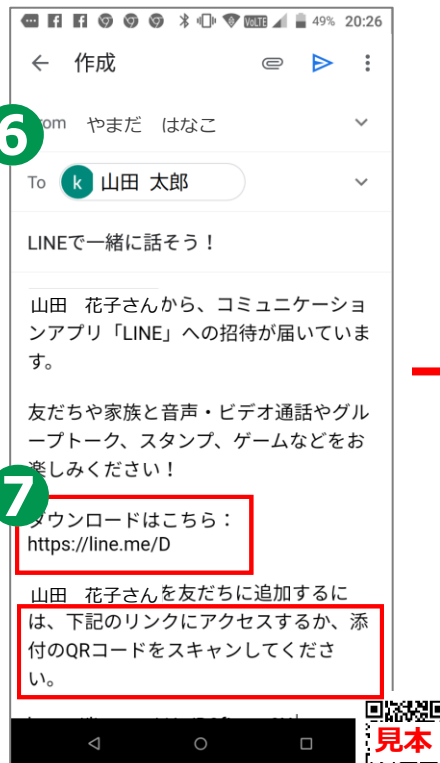 VoLTE 49% 20:26
作成
6
om やまだ はなこ
To k 山田 太郎
LINEで一緒に話そう！
山田 花子さんから、コミュニケーショ
ンアプリ「LINE」への招待が届いていま
す。
友だちや家族と音声・ビデオ通話やグル
ープトーク、スタンプ、ゲームなどをお
楽しみください！
7
ダウンロードはこちら：
https://line.me/D
山田 花子さんを友だちに追加するに
は、下記のリンクにアクセスするか、添
付のQRコードをスキャンしてくださ
い。
見本